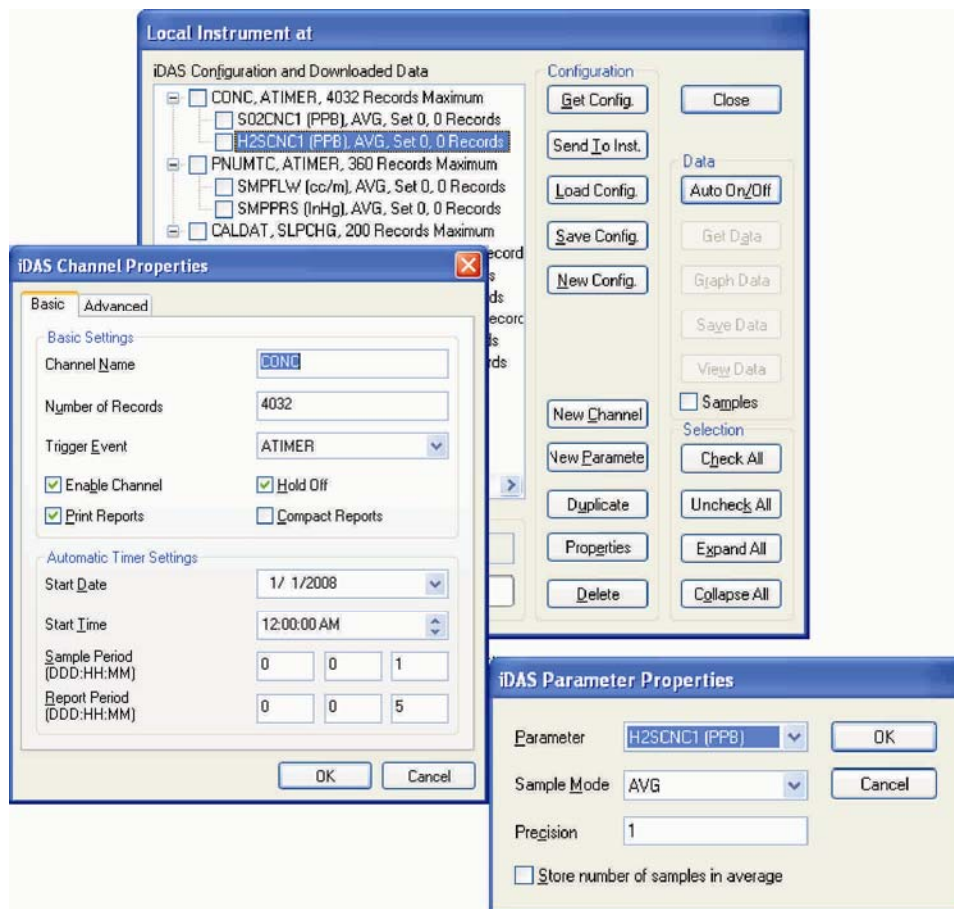 Local Instrument at
iDAS Configuration and Downloaded Data
CONC, ATIMER, 4032 Records Maximum
SO2CNC1 (PPB), AVG, Set 0, 0 Records
H2SCNC1 (PPB), AVG, Set 0, 0 Records
PNUMTC, ATIMER, 360 Records Maximum
SMPFLW (cc/m), AVG, Set 0, 0 Records
SMPPRS (InHg), AVG, Set 0, 0 Records
CALDAT, SLPCHG, 200 Records Maximum
Configuration
Get Config.
Send To Inst.
Load Config.
Save Config.
New Config.
New Channel
New Paramete
Duplicate
Properties
Delete
Close
Data
Auto On/Off
Get Data
Graph Data
Save Data
View Data
Samples
Selection
Check All
Uncheck All
Expand All
Collapse All
iDAS Channel Properties
Basic Advanced
Basic Settings
Channel Name CONC
Number of Records 4032
Trigger Event ATIMER
Enable Channel Hold Off
Print Reports Compact Reports
Automatic Timer Settings
Start Date 1/ 1/2008
Start Time 12:00:00 AM
Sample Period
(DDD:HH:MM) 0 0 1
Report Period
(DDD:HH:MM) 0 0 5
OK Cancel
iDAS Parameter Properties
Parameter H2SCNC1 (PPB) OK
Sample Mode AVG Cancel
Precision 1
Store number of samples in average